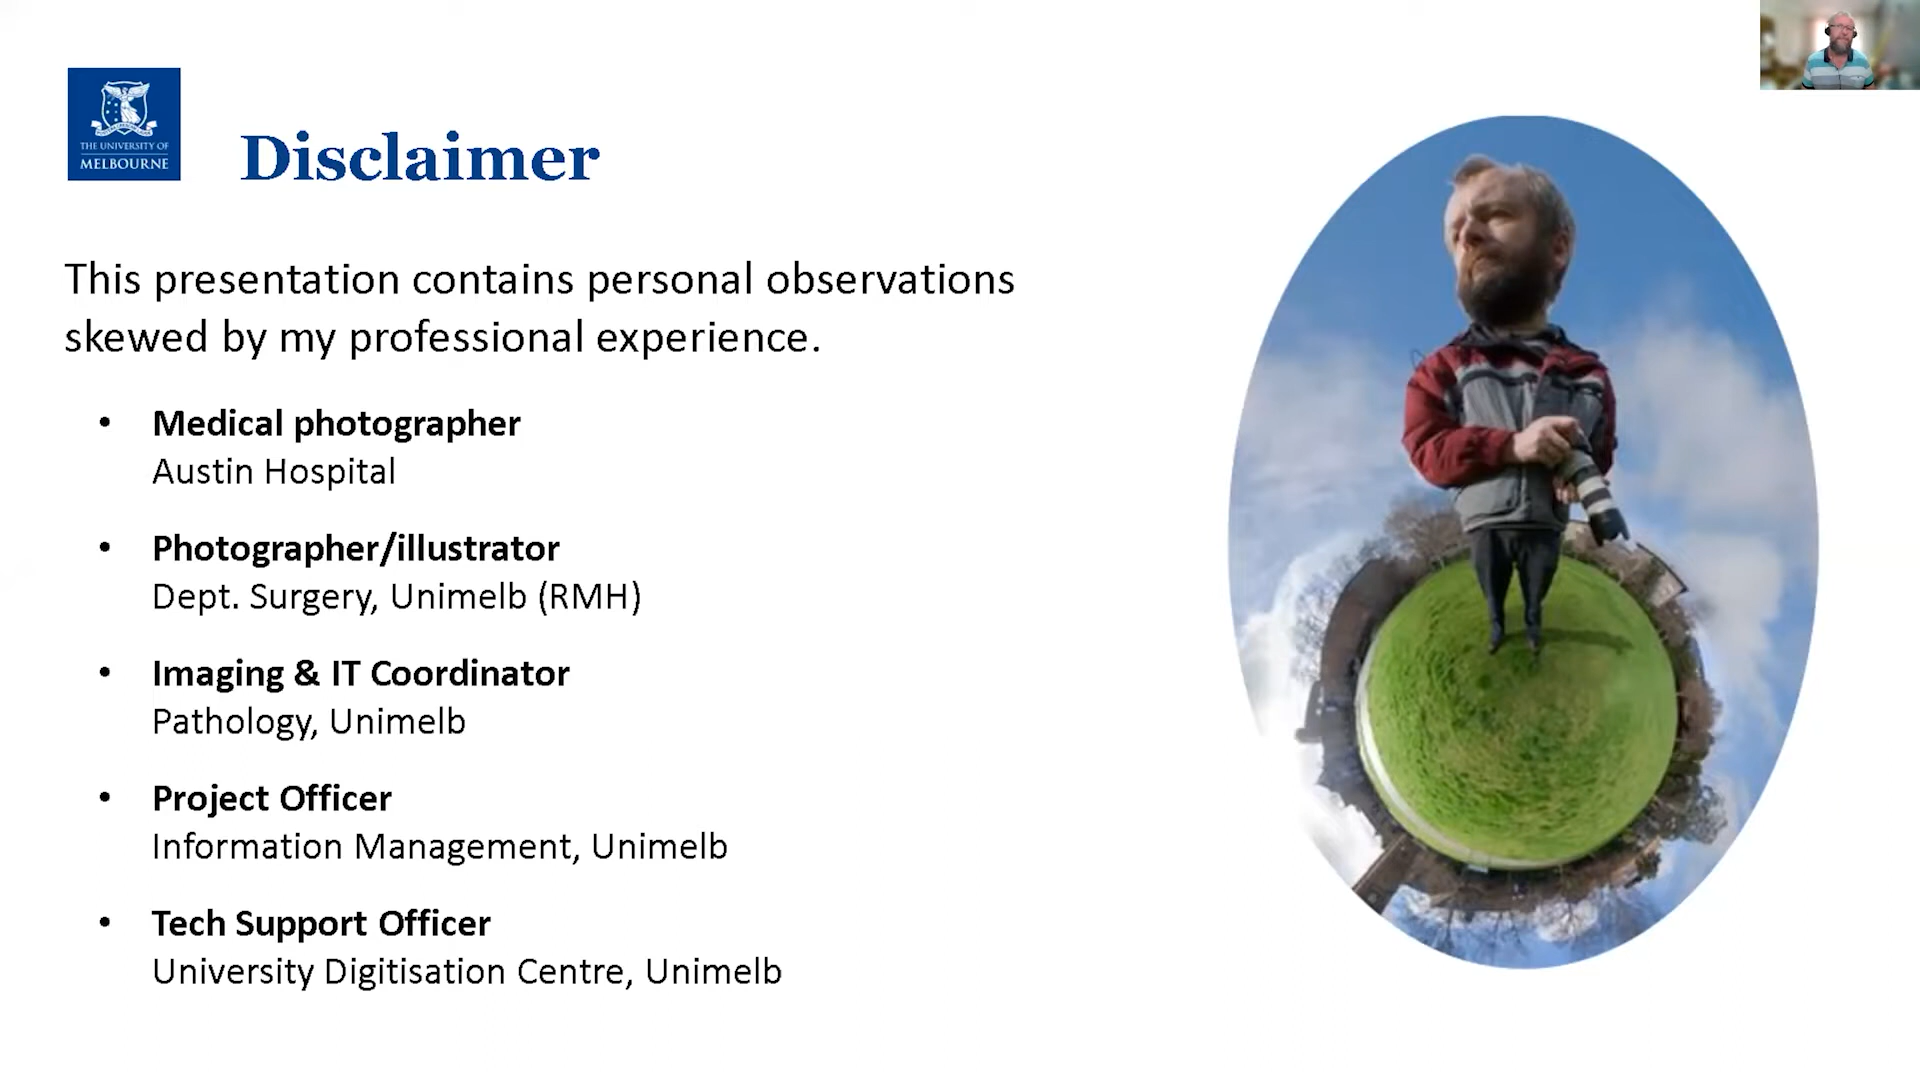 THE UNIVERSITY OF
MELBOURNE
Disclaimer
This presentation contains personal observations
skewed by my professional experience.
• Medical photographer
Austin Hospital
• Photographer/illustrator
Dept. Surgery, Unimelb (RMH)
• Imaging & IT Coordinator
Pathology, Unimelb
• Project Officer
Information Management, Unimelb
• Tech Support Officer
University Digitisation Centre, Unimelb